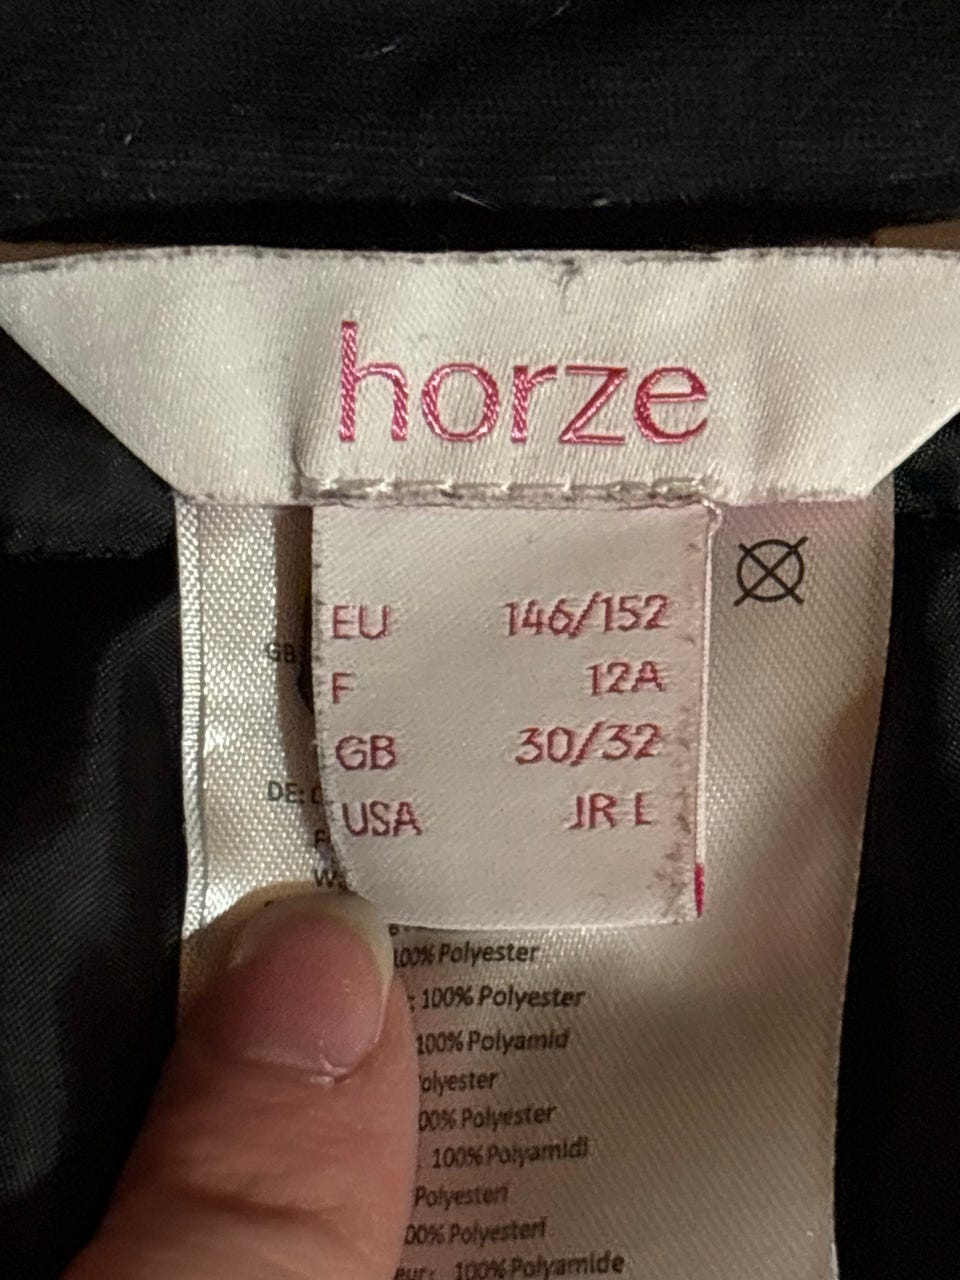 horze
EU 146/152
F 12A
GB 30/32
USA JR L
GB:
DE:
100% Polyester
: 100% Polyester
100% Polyamid
olyester
00% Polyester
100% Polyamidi
Polyesteri
00% Polyesteri
eur: 100% Polyamide